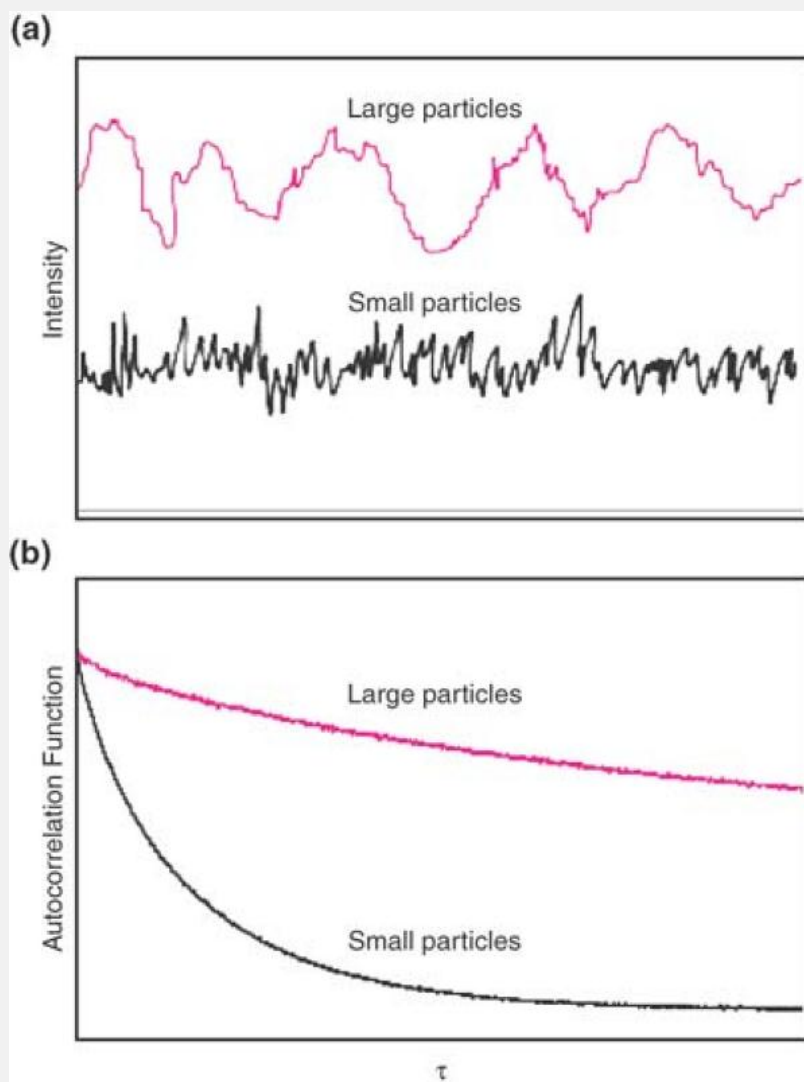 (a)
Large particles
Intensity
Small particles
(b)
Autocorrelation Function
Large particles
Small particles
τ